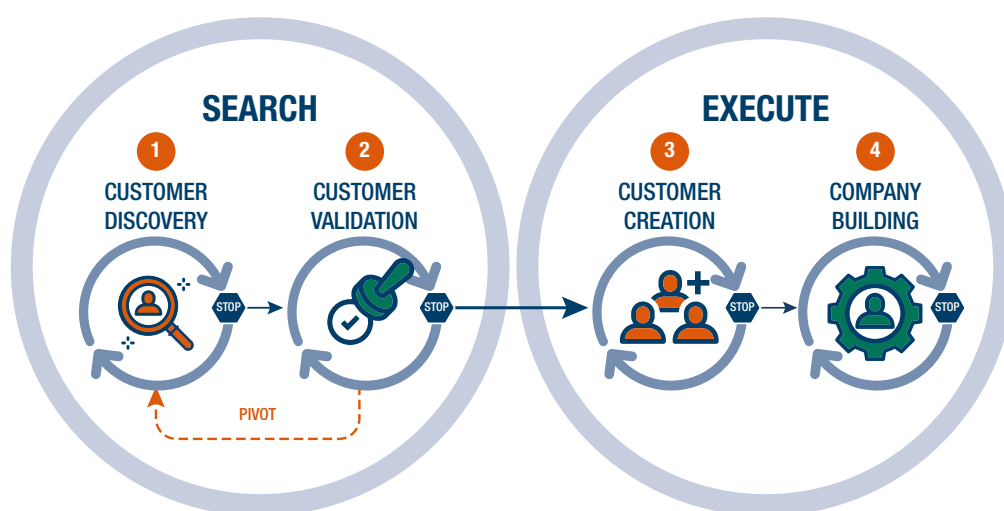 SEARCH
1
CUSTOMER
DISCOVERY
STOP
2
CUSTOMER
VALIDATION
STOP
PIVOT
EXECUTE
3
CUSTOMER
CREATION
STOP
4
COMPANY
BUILDING
STOP